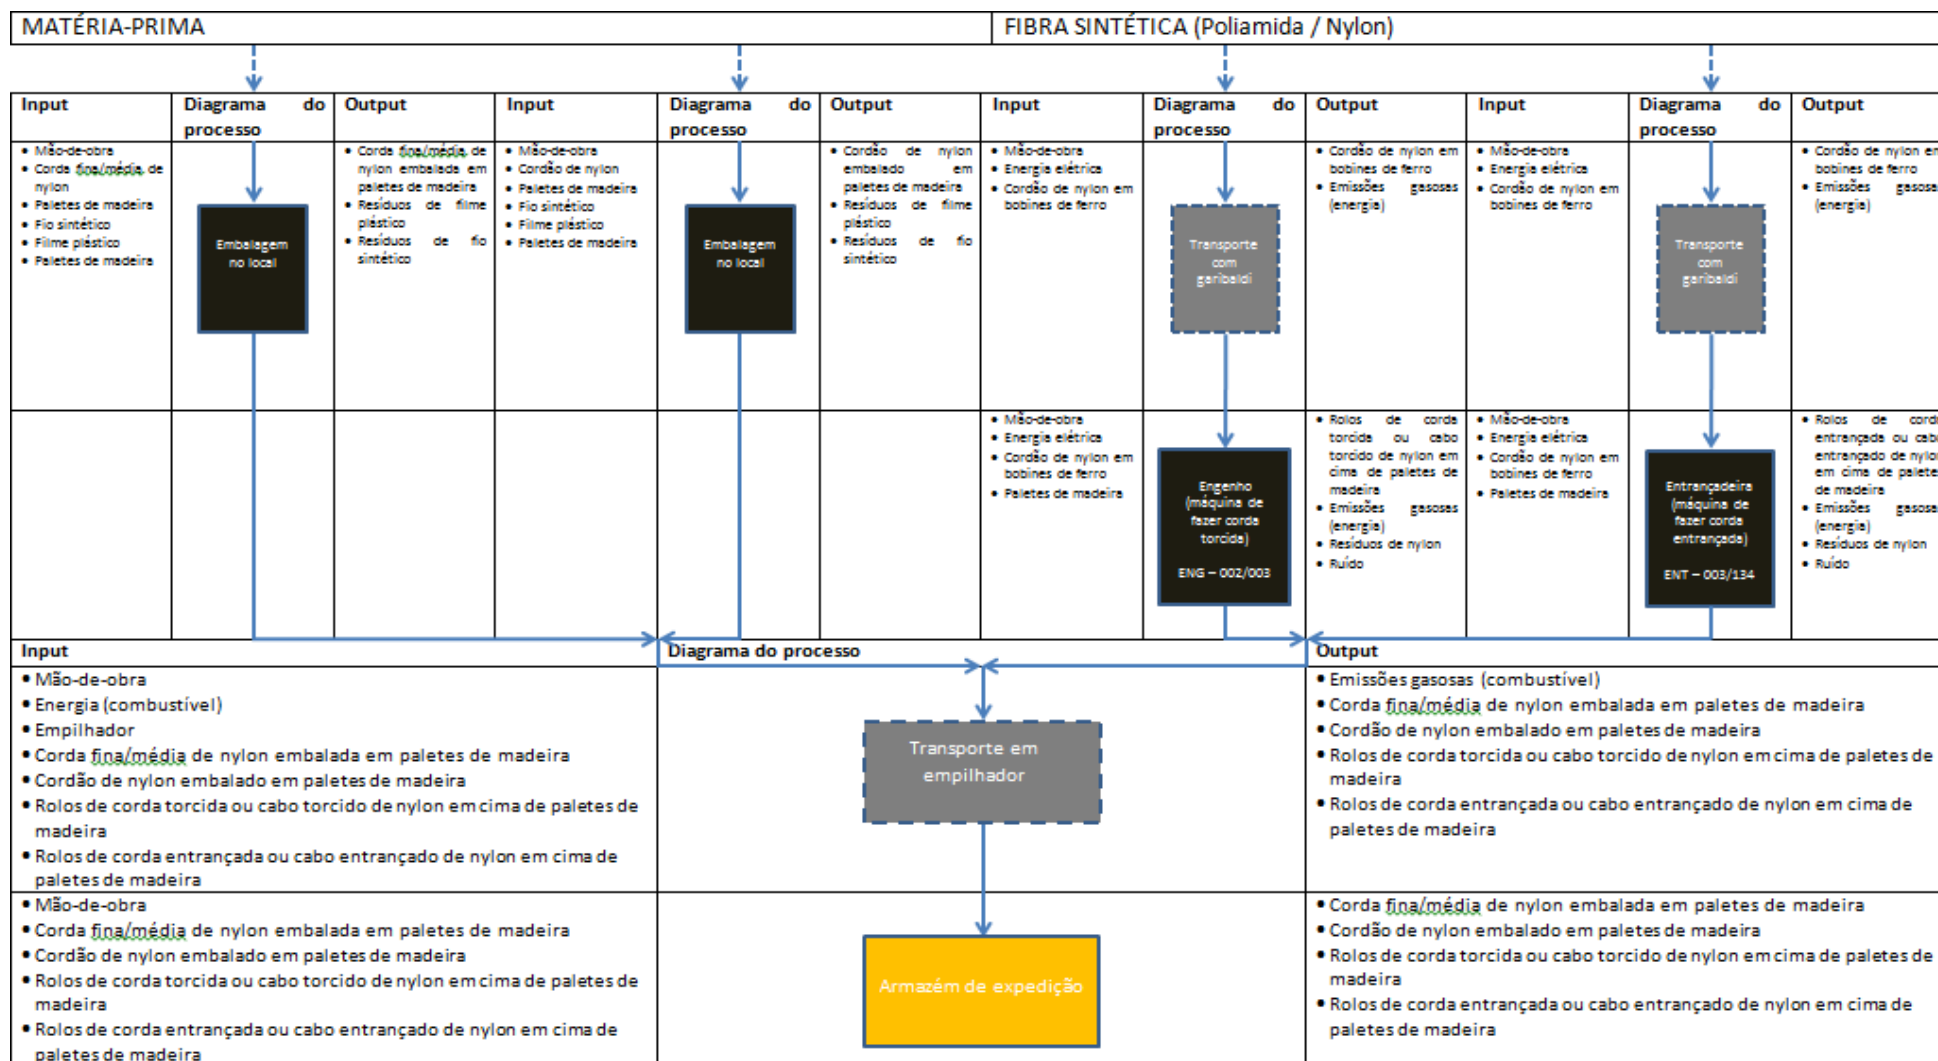 MATÉRIA-PRIMA
FIBRA SINTÉTICA (Poliamida / Nylon)
Input
Diagrama do
processo
Output
Input
Diagrama do
processo
Output
Input
Diagrama do
processo
Output
Input
Diagrama do
processo
Output
• Mão-de-obra
• Corda fina/média de
nylon
• Paletes de madeira
• Fio sintético
• Filme plástico
• Paletes de madeira
Embalagem
no local
• Corda fina/média de
nylon embalada em
paletes de madeira
• Resíduos de filme
plástico
• Resíduos de fio
sintético
• Mão-de-obra
• Cordão de nylon
• Paletes de madeira
• Fio sintético
• Filme plástico
• Paletes de madeira
Embalagem
no local
• Cordão de nylon
embalado em
paletes de madeira
• Resíduos de filme
plástico
• Resíduos de fio
sintético
• Mão-de-obra
• Energia elétrica
• Cordão de nylon em
bobines de ferro
Transporte
com
garibaldi
• Cordão de nylon em
bobines de ferro
• Emissões gasosas
(energia)
• Mão-de-obra
• Energia elétrica
• Cordão de nylon em
bobines de ferro
Transporte
com
garibaldi
• Cordão de nylon em
bobines de ferro
• Emissões gasosas
(energia)
• Mão-de-obra
• Energia elétrica
• Cordão de nylon em
bobines de ferro
• Paletes de madeira
Engenho
(máquina de
fazer corda
torcida)
ENG – 002/003
• Rolos de corda
torcida ou cabo
torcido de nylon em
cima de paletes de
madeira
• Emissões gasosas
(energia)
• Resíduos de nylon
• Ruído
• Mão-de-obra
• Energia elétrica
• Cordão de nylon em
bobines de ferro
• Paletes de madeira
Entrançadeira
(máquina de
fazer corda
entrançada)
ENT – 003/134
• Rolos de corda
entrançada ou cabo
entrançado de nylon
em cima de paletes
de madeira
• Emissões gasosas
(energia)
• Resíduos de nylon
• Ruído
Input
Diagrama do processo
Output
• Mão-de-obra
• Energia (combustível)
• Empilhador
• Corda fina/média de nylon embalada em paletes de madeira
• Cordão de nylon embalado em paletes de madeira
• Rolos de corda torcida ou cabo torcido de nylon em cima de paletes de
madeira
• Rolos de corda entrançada ou cabo entrançado de nylon em cima de
paletes de madeira
Transporte em
empilhador
• Emissões gasosas (combustível)
• Corda fina/média de nylon embalada em paletes de madeira
• Cordão de nylon embalado em paletes de madeira
• Rolos de corda torcida ou cabo torcido de nylon em cima de paletes de
madeira
• Rolos de corda entrançada ou cabo entrançado de nylon em cima de
paletes de madeira
• Mão-de-obra
• Corda fina/média de nylon embalada em paletes de madeira
• Cordão de nylon embalado em paletes de madeira
• Rolos de corda torcida ou cabo torcido de nylon em cima de paletes de
madeira
• Rolos de corda entrançada ou cabo entrançado de nylon em cima de
paletes de madeira
Armazém de expedição
• Corda fina/média de nylon embalada em paletes de madeira
• Cordão de nylon embalado em paletes de madeira
• Rolos de corda torcida ou cabo torcido de nylon em cima de paletes de
madeira
• Rolos de corda entrançada ou cabo entrançado de nylon em cima de
paletes de madeira